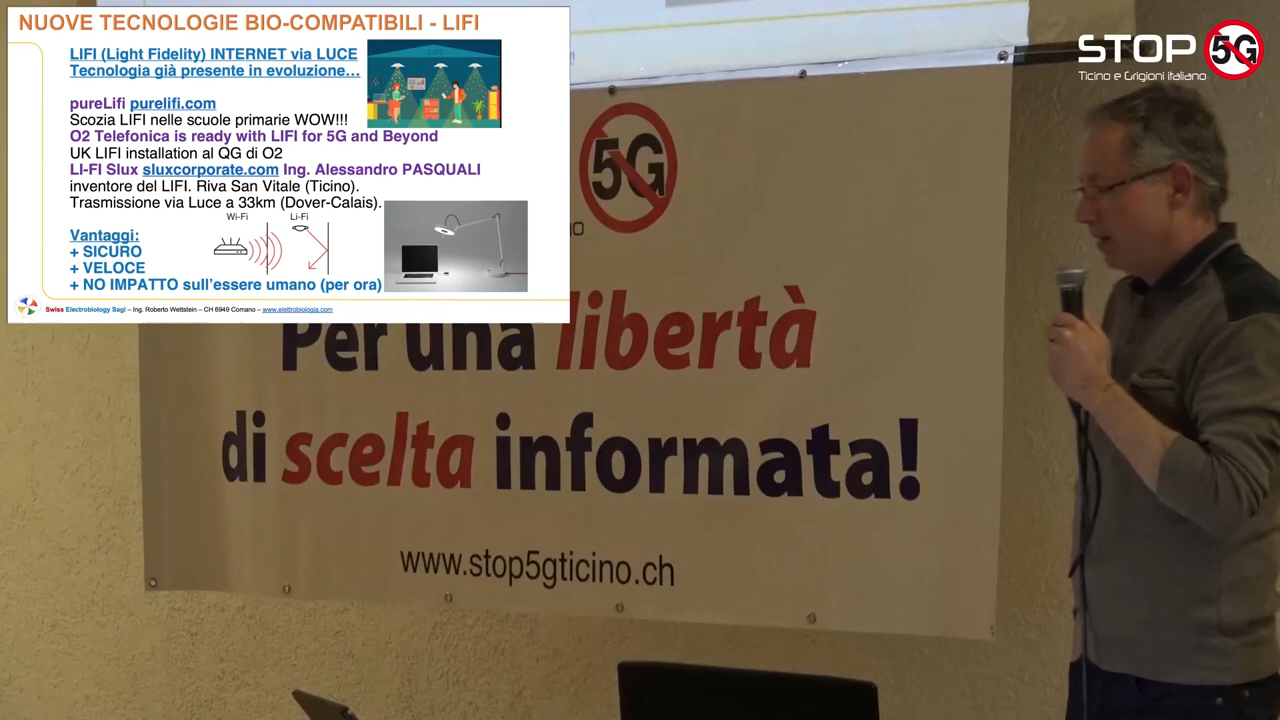 NUOVE TECNOLOGIE BIO-COMPATIBILI - LIFI
LIFI (Light Fidelity) INTERNET via LUCE
Tecnologia già presente in evoluzione…
pureLifi purelifi.com
Scozia LIFI nelle scuole primarie WOW!!!
O2 Telefonica is ready with LIFI for 5G and Beyond
UK LIFI installation al QG di O2
LI-FI Slux sluxcorporate.com Ing. Alessandro PASQUALI
inventore del LIFI. Riva San Vitale (Ticino).
Trasmissione via Luce a 33km (Dover-Calais).
Wi-Fi
Li-Fi
Vantaggi:
+ SICURO
+ VELOCE
+ NO IMPATTO sull'essere umano (per ora)
Swiss Electrobiology Sagl – Ing. Roberto Wettstein – CH 6949 Comano – www.elettrobiologia.com
STOP 5G
Ticino e Grigioni italiano
5G
no
Per una libertà
di scelta informata!
www.stop5gticino.ch